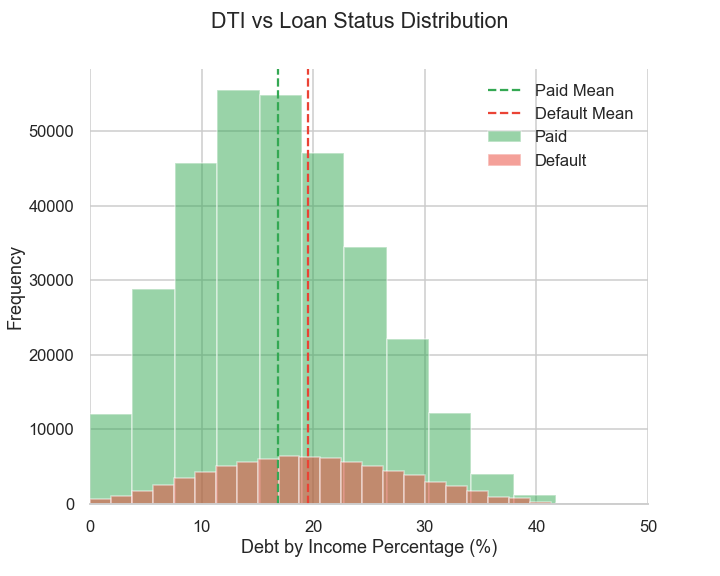 DTI vs Loan Status Distribution
Paid Mean
Default Mean
Paid
Default
Frequency
50000
40000
30000
20000
10000
0
0 10 20 30 40 50
Debt by Income Percentage (%)